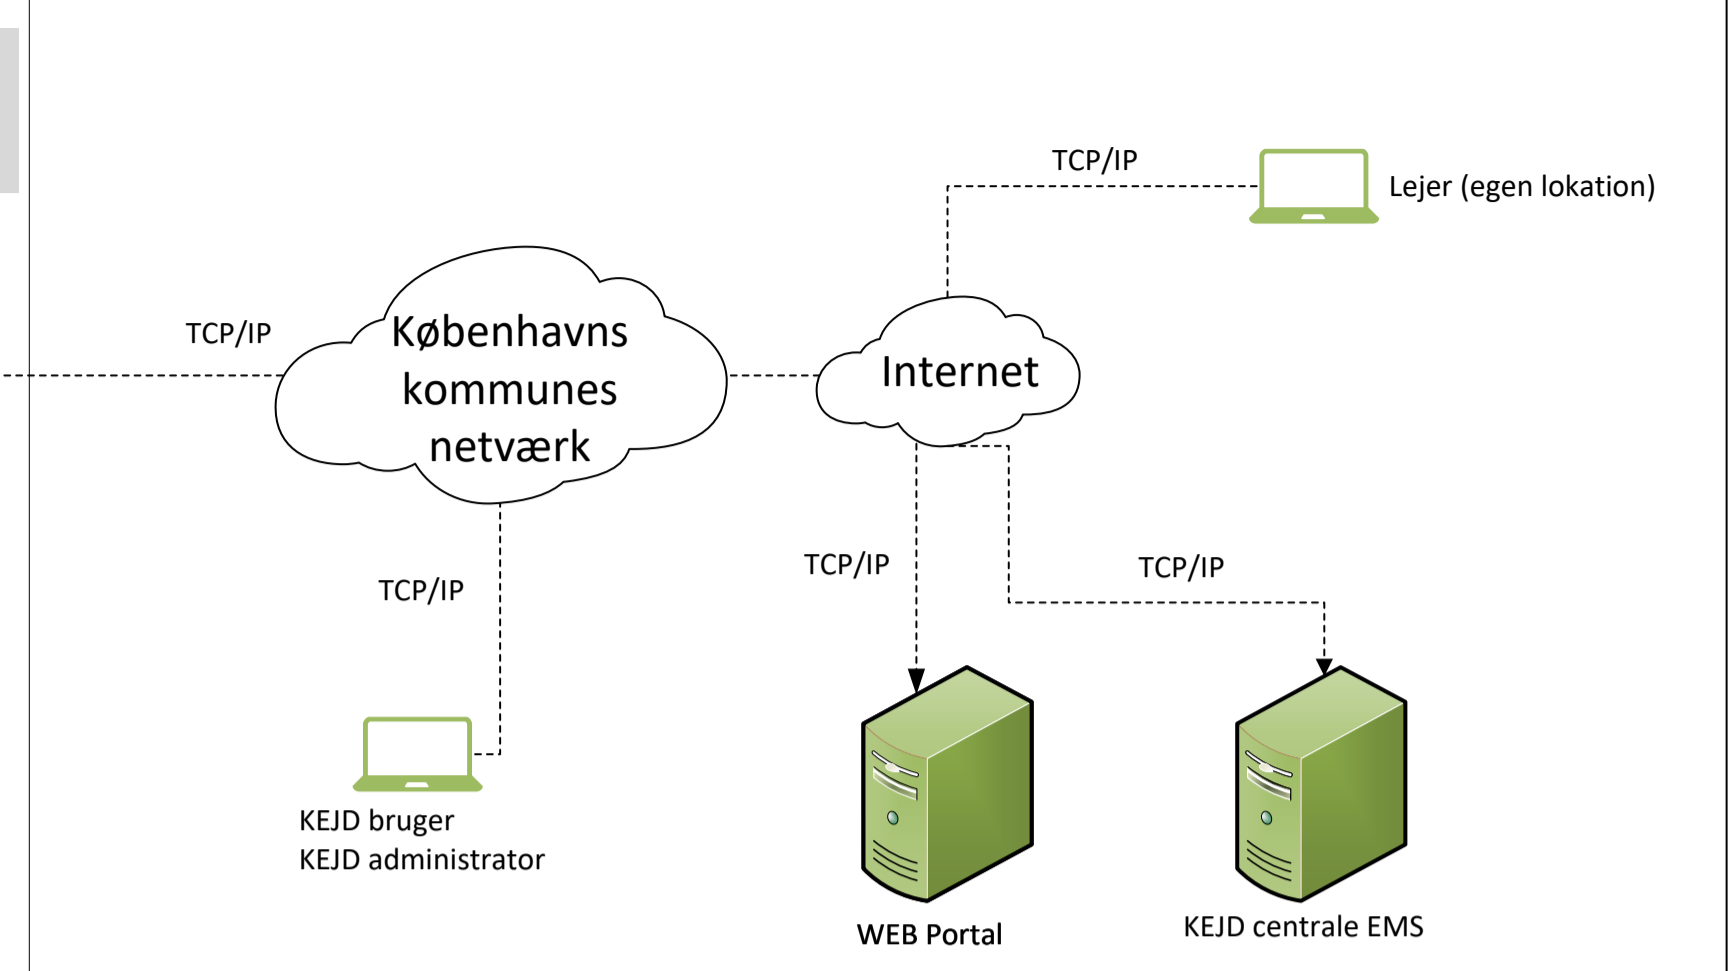 TCP/IP
Lejer (egen lokation)
TCP/IP
Københavns
kommunes
netværk
Internet
TCP/IP
TCP/IP
TCP/IP
KEJD bruger
KEJD administrator
WEB Portal
KEJD centrale EMS